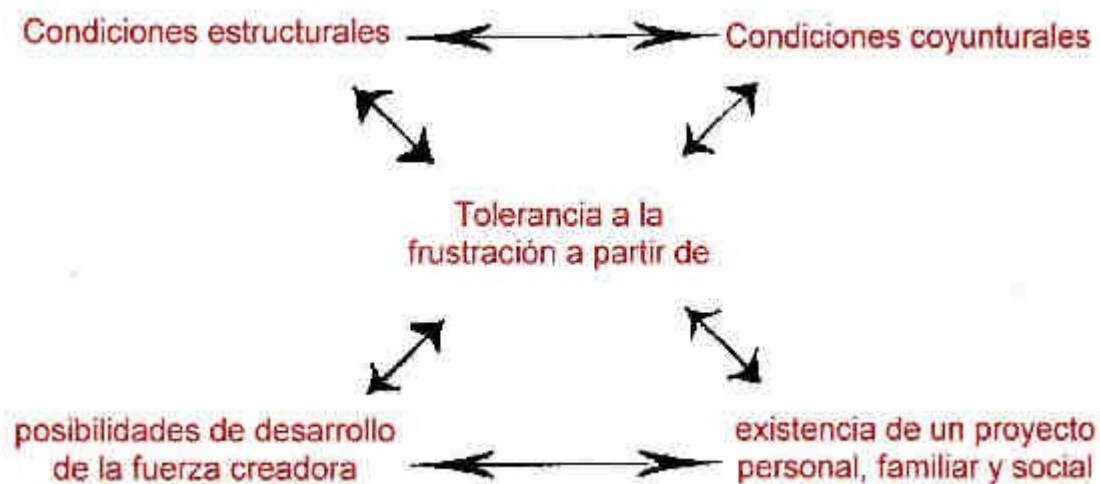 Condiciones estructurales
Condiciones coyunturales
Tolerancia a la
frustración a partir de
posibilidades de desarrollo
de la fuerza creadora
existencia de un proyecto
personal, familiar y social